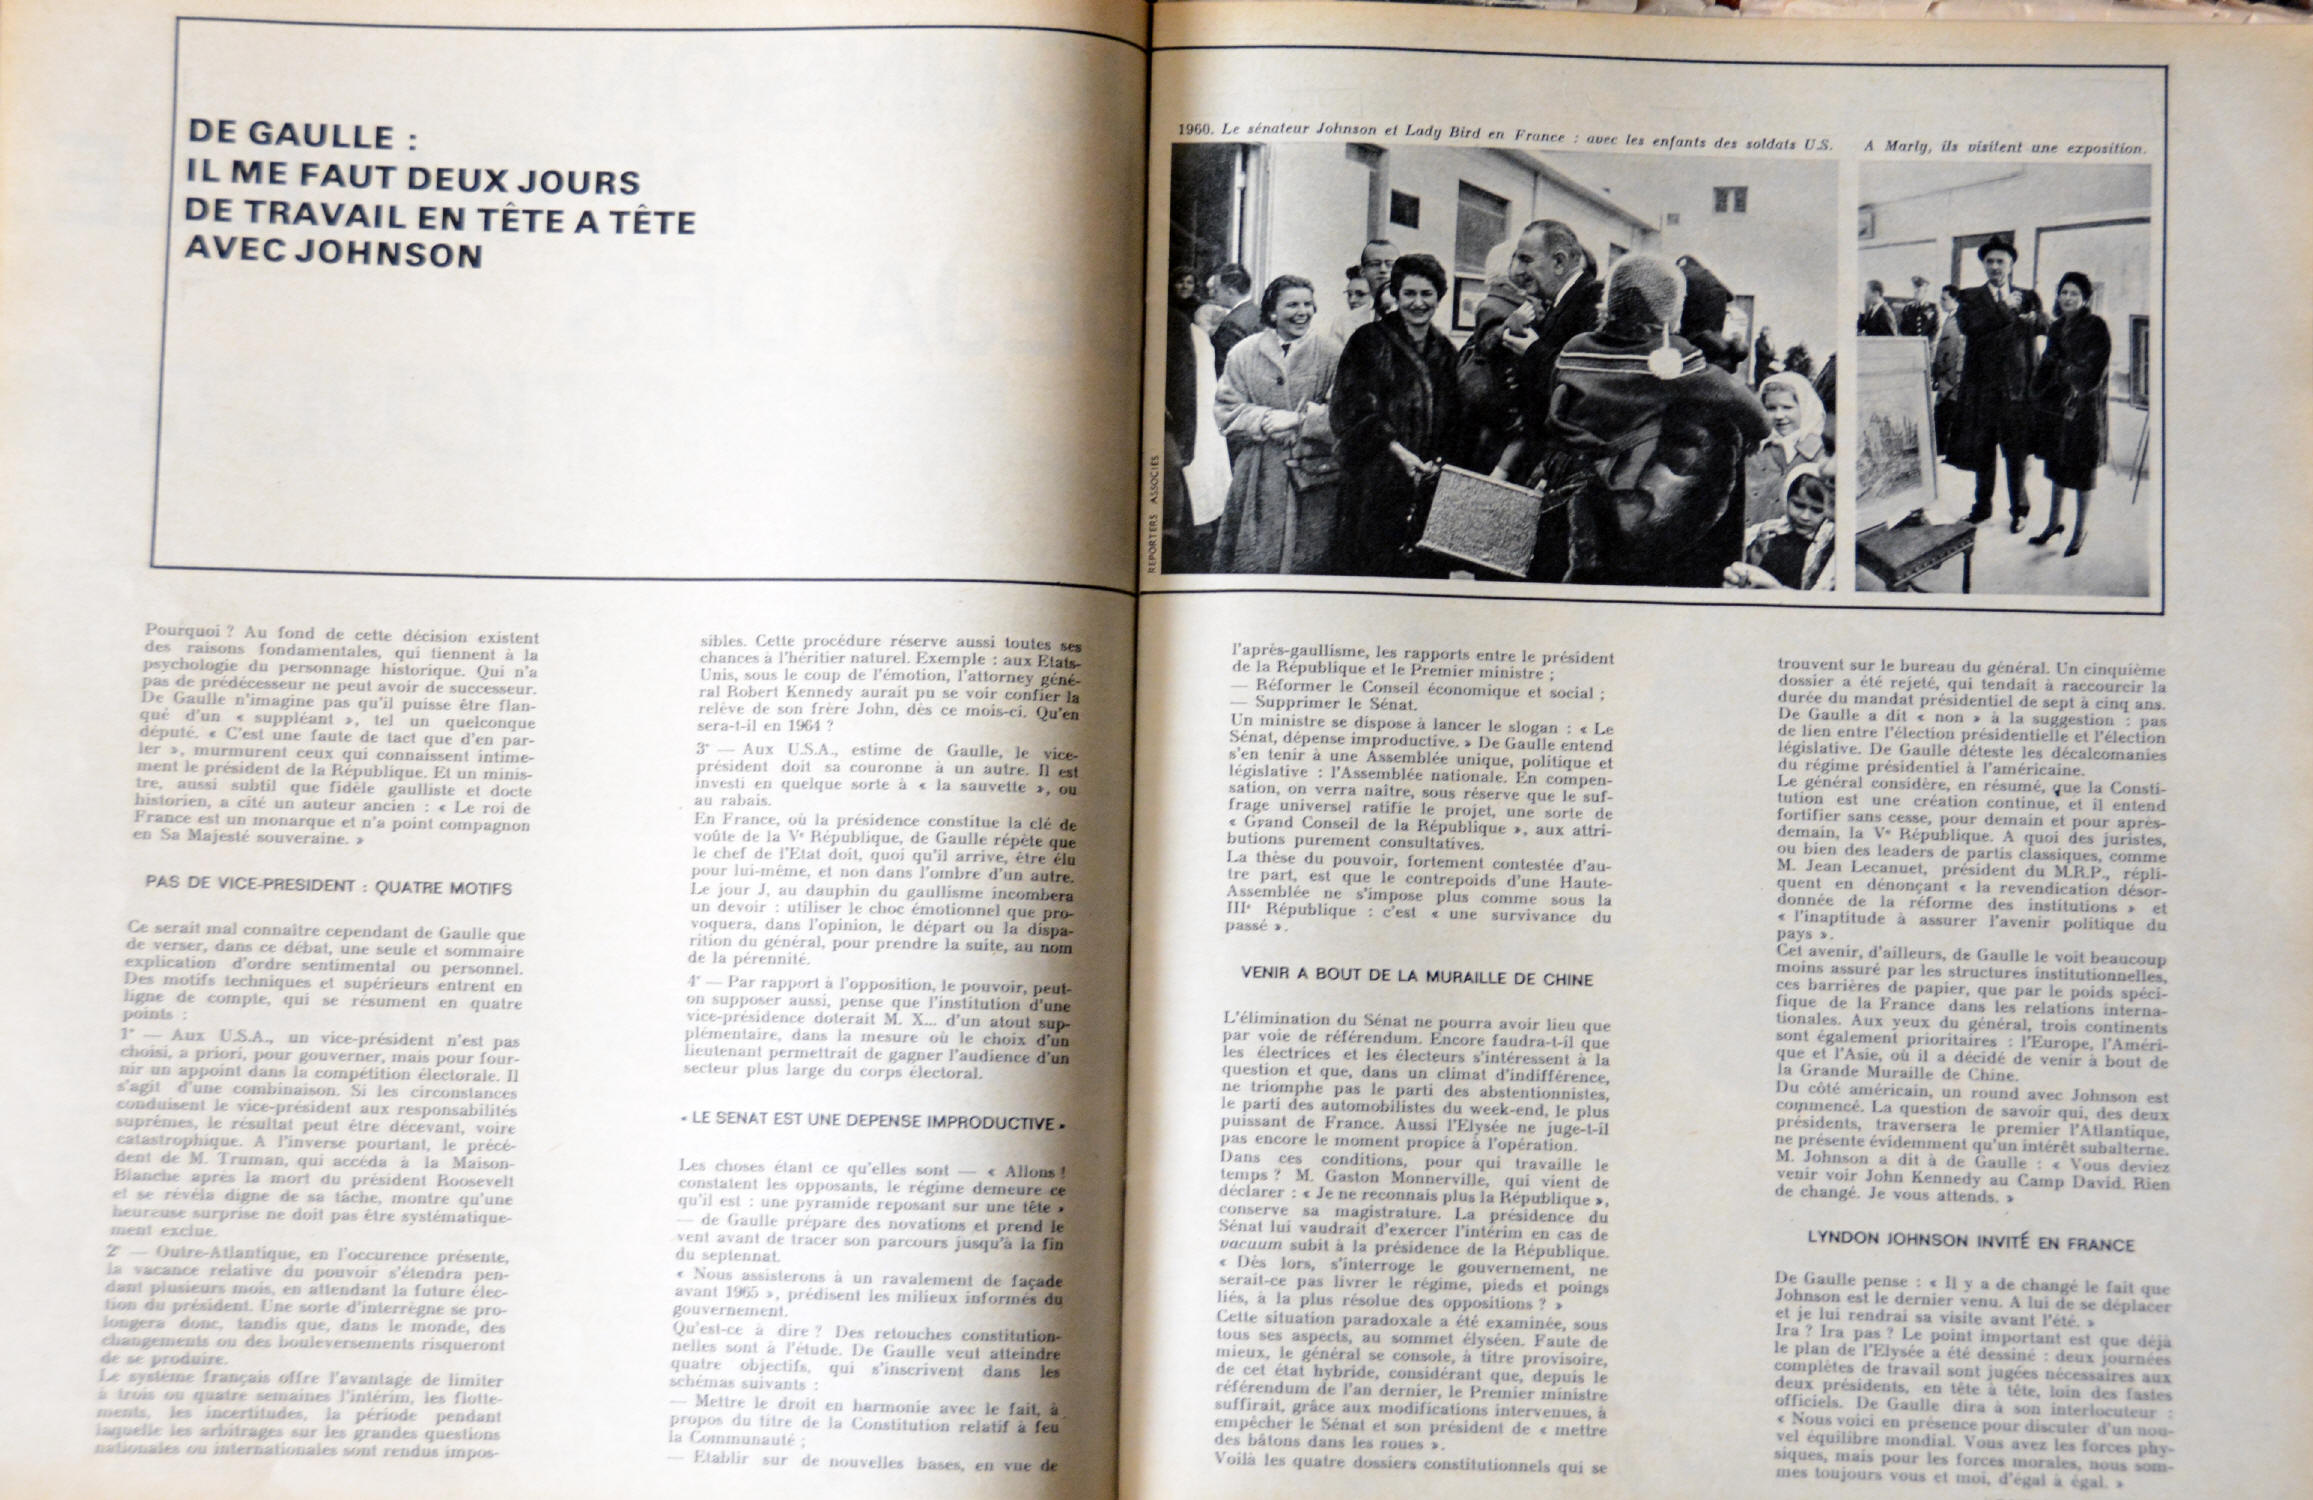 DE GAULLE :
IL ME FAUT DEUX JOURS
DE TRAVAIL EN TÊTE A TÊTE
AVEC JOHNSON
1960. Le sénateur Johnson et Lady Bird en France : avec les enfants des soldats U.S.
A Marly, ils visitent une exposition.
REPORTERS ASSOCIÉS
Pourquoi ? Au fond de cette décision existent
des raisons fondamentales, qui tiennent à la
psychologie du personnage historique. Qui n'a
pas de prédécesseur ne peut avoir de successeur.
De Gaulle n'imagine pas qu'il puisse être flan-
qué d'un « suppléant », tel un quelconque
député. « C'est une faute de tact que d'en par-
ler », murmurent ceux qui connaissent intime-
ment le président de la République. Et un minis-
tre, aussi subtil que fidèle gaulliste et docte
historien, a cité un auteur ancien : « Le roi de
France est un monarque et n'a point compagnon
en Sa Majesté souveraine. »
PAS DE VICE-PRESIDENT : QUATRE MOTIFS
Ce serait mal connaître cependant de Gaulle que
de verser, dans ce débat, une seule et sommaire
explication d'ordre sentimental ou personnel.
Des motifs techniques et supérieurs entrent en
ligne de compte, qui se résument en quatre
points :
1° — Aux U.S.A., un vice-président n'est pas
choisi, a priori, pour gouverner, mais pour four-
nir un appoint dans la compétition électorale. Il
s'agit d'une combinaison. Si les circonstances
conduisent le vice-président aux responsabilités
suprêmes, le résultat peut être décevant, voire
catastrophique. A l'inverse pourtant, le précé-
dent de M. Truman, qui accéda à la Maison-
Blanche après la mort du président Roosevelt
et se révéla digne de sa tâche, montre qu'une
heureuse surprise ne doit pas être systématique-
ment exclue.
2° — Outre-Atlantique, en l'occurence présente,
la vacance relative du pouvoir s'étendra pen-
dant plusieurs mois, en attendant la future élec-
tion du président. Une sorte d'interrègne se pro-
longera donc, tandis que, dans le monde, des
changements ou des bouleversements risqueront
de se produire.
Le système français offre l'avantage de limiter
à trois ou quatre semaines l'intérim, les flotte-
ments, les incertitudes, la période pendant
laquelle les arbitrages sur les grandes questions
nationales ou internationales sont rendus impos-
sibles. Cette procédure réserve aussi toutes ses
chances à l'héritier naturel. Exemple : aux Etats-
Unis, sous le coup de l'émotion, l'attorney géné-
ral Robert Kennedy aurait pu se voir confier la
relève de son frère John, dès ce mois-ci. Qu'en
sera-t-il en 1964 ?
3° — Aux U.S.A., estime de Gaulle, le vice-
président doit sa couronne à un autre. Il est
investi en quelque sorte à « la sauvette », ou
au rabais.
En France, où la présidence constitue la clé de
voûte de la Vᵉ République, de Gaulle répète que
le chef de l'Etat doit, quoi qu'il arrive, être élu
pour lui-même, et non dans l'ombre d'un autre.
Le jour J, au dauphin du gaullisme incombera
un devoir : utiliser le choc émotionnel que pro-
voquera, dans l'opinion, le départ ou la dispa-
rition du général, pour prendre la suite, au nom
de la pérennité.
4° — Par rapport à l'opposition, le pouvoir, peut-
on supposer aussi, pense que l'institution d'une
vice-présidence doterait M. X... d'un atout sup-
plémentaire, dans la mesure où le choix d'un
lieutenant permettrait de gagner l'audience d'un
secteur plus large du corps électoral.
« LE SENAT EST UNE DEPENSE IMPRODUCTIVE »
Les choses étant ce qu'elles sont — « Allons !
constatent les opposants, le régime demeure ce
qu'il est : une pyramide reposant sur une tête »
— de Gaulle prépare des novations et prend le
vent avant de tracer son parcours jusqu'à la fin
du septennat.
« Nous assisterons à un ravalement de façade
avant 1965 », prédisent les milieux informés du
gouvernement.
Qu'est-ce à dire ? Des retouches constitution-
nelles sont à l'étude. De Gaulle veut atteindre
quatre objectifs, qui s'inscrivent dans les
schémas suivants :
— Mettre le droit en harmonie avec le fait, à
propos du titre de la Constitution relatif à feu
la Communauté ;
— Etablir sur de nouvelles bases, en vue de
l'après-gaullisme, les rapports entre le président
de la République et le Premier ministre ;
— Réformer le Conseil économique et social ;
— Supprimer le Sénat.
Un ministre se dispose à lancer le slogan : « Le
Sénat, dépense improductive. » De Gaulle entend
s'en tenir à une Assemblée unique, politique et
législative : l'Assemblée nationale. En compen-
sation, on verra naître, sous réserve que le suf-
frage universel ratifie le projet, une sorte de
« Grand Conseil de la République », aux attri-
butions purement consultatives.
La thèse du pouvoir, fortement contestée d'au-
tre part, est que le contrepoids d'une Haute-
Assemblée ne s'impose plus comme sous la
IIIᵉ République : c'est « une survivance du
passé ».
VENIR A BOUT DE LA MURAILLE DE CHINE
L'élimination du Sénat ne pourra avoir lieu que
par voie de référendum. Encore faudra-t-il que
les électrices et les électeurs s'intéressent à la
question et que, dans un climat d'indifférence,
ne triomphe pas le parti des abstentionnistes,
le parti des automobilistes du week-end, le plus
puissant de France. Aussi l'Elysée ne juge-t-il
pas encore le moment propice à l'opération.
Dans ces conditions, pour qui travaille le
temps ? M. Gaston Monnerville, qui vient de
déclarer : « Je ne reconnais plus la République »,
conserve sa magistrature. La présidence du
Sénat lui vaudrait d'exercer l'intérim en cas de
vacuum subit à la présidence de la République.
« Dès lors, s'interroge le gouvernement, ne
serait-ce pas livrer le régime, pieds et poings
liés, à la plus résolue des oppositions ? »
Cette situation paradoxale a été examinée, sous
tous ses aspects, au sommet élyséen. Faute de
mieux, le général se console, à titre provisoire,
de cet état hybride, considérant que, depuis le
référendum de l'an dernier, le Premier ministre
suffirait, grâce aux modifications intervenues, à
empêcher le Sénat et son président de « mettre
des bâtons dans les roues ».
Voilà les quatre dossiers constitutionnels qui se
trouvent sur le bureau du général. Un cinquième
dossier a été rejeté, qui tendait à raccourcir la
durée du mandat présidentiel de sept à cinq ans.
De Gaulle a dit « non » à la suggestion : pas
de lien entre l'élection présidentielle et l'élection
législative. De Gaulle déteste les décalcomanies
du régime présidentiel à l'américaine.
Le général considère, en résumé, que la Consti-
tution est une création continue, et il entend
fortifier sans cesse, pour demain et pour après-
demain, la Vᵉ République. A quoi des juristes,
ou bien des leaders de partis classiques, comme
M. Jean Lecanuet, président du M.R.P., répli-
quent en dénonçant « la revendication désor-
donnée de la réforme des institutions » et
« l'inaptitude à assurer l'avenir politique du
pays ».
Cet avenir, d'ailleurs, de Gaulle le voit beaucoup
moins assuré par les structures institutionnelles,
ces barrières de papier, que par le poids spéci-
fique de la France dans les relations interna-
tionales. Aux yeux du général, trois continents
sont également prioritaires : l'Europe, l'Améri-
que et l'Asie, où il a décidé de venir à bout de
la Grande Muraille de Chine.
Du côté américain, un round avec Johnson est
commencé. La question de savoir qui, des deux
présidents, traversera le premier l'Atlantique,
ne présente évidemment qu'un intérêt subalterne.
M. Johnson a dit à de Gaulle : « Vous deviez
venir voir John Kennedy au Camp David. Rien
de changé. Je vous attends. »
LYNDON JOHNSON INVITÉ EN FRANCE
De Gaulle pense : « Il y a de changé le fait que
Johnson est le dernier venu. A lui de se déplacer
et je lui rendrai sa visite avant l'été. »
Ira ? Ira pas ? Le point important est que déjà
le plan de l'Elysée a été dessiné : deux journées
complètes de travail sont jugées nécessaires aux
deux présidents, en tête à tête, loin des fastes
officiels. De Gaulle dira à son interlocuteur :
« Nous voici en présence pour discuter d'un nou-
vel équilibre mondial. Vous avez les forces phy-
siques, mais pour les forces morales, nous som-
mes toujours vous et moi, d'égal à égal. »